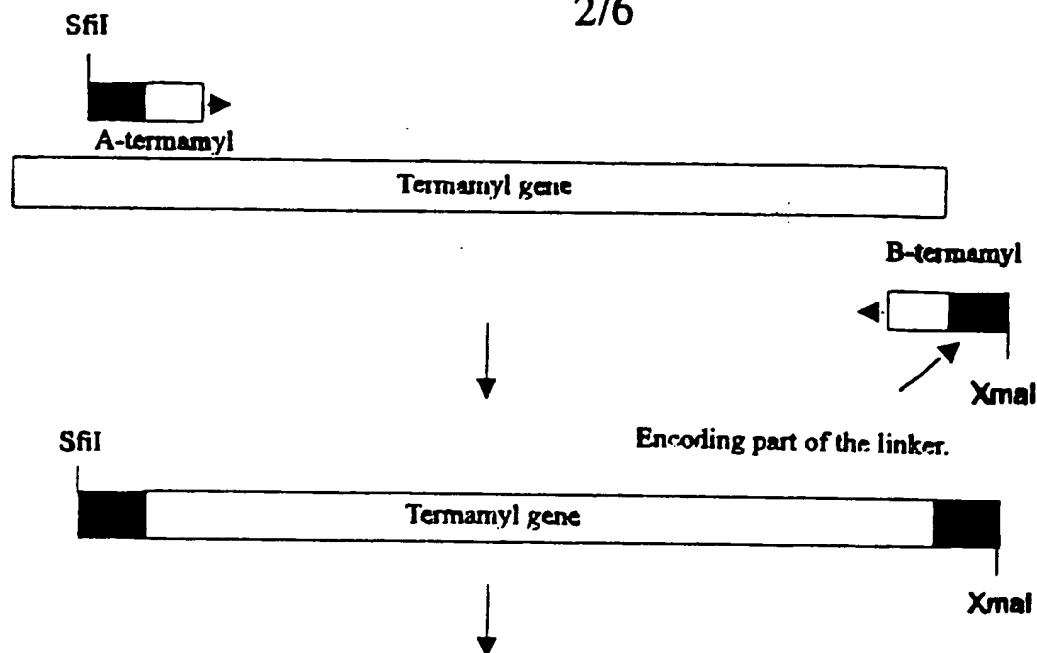 2/6
SfiI
A-termamyl
Termamyl gene
B-termamyl
XmaI
Encoding part of the linker.
SfiI
Termamyl gene
XmaI